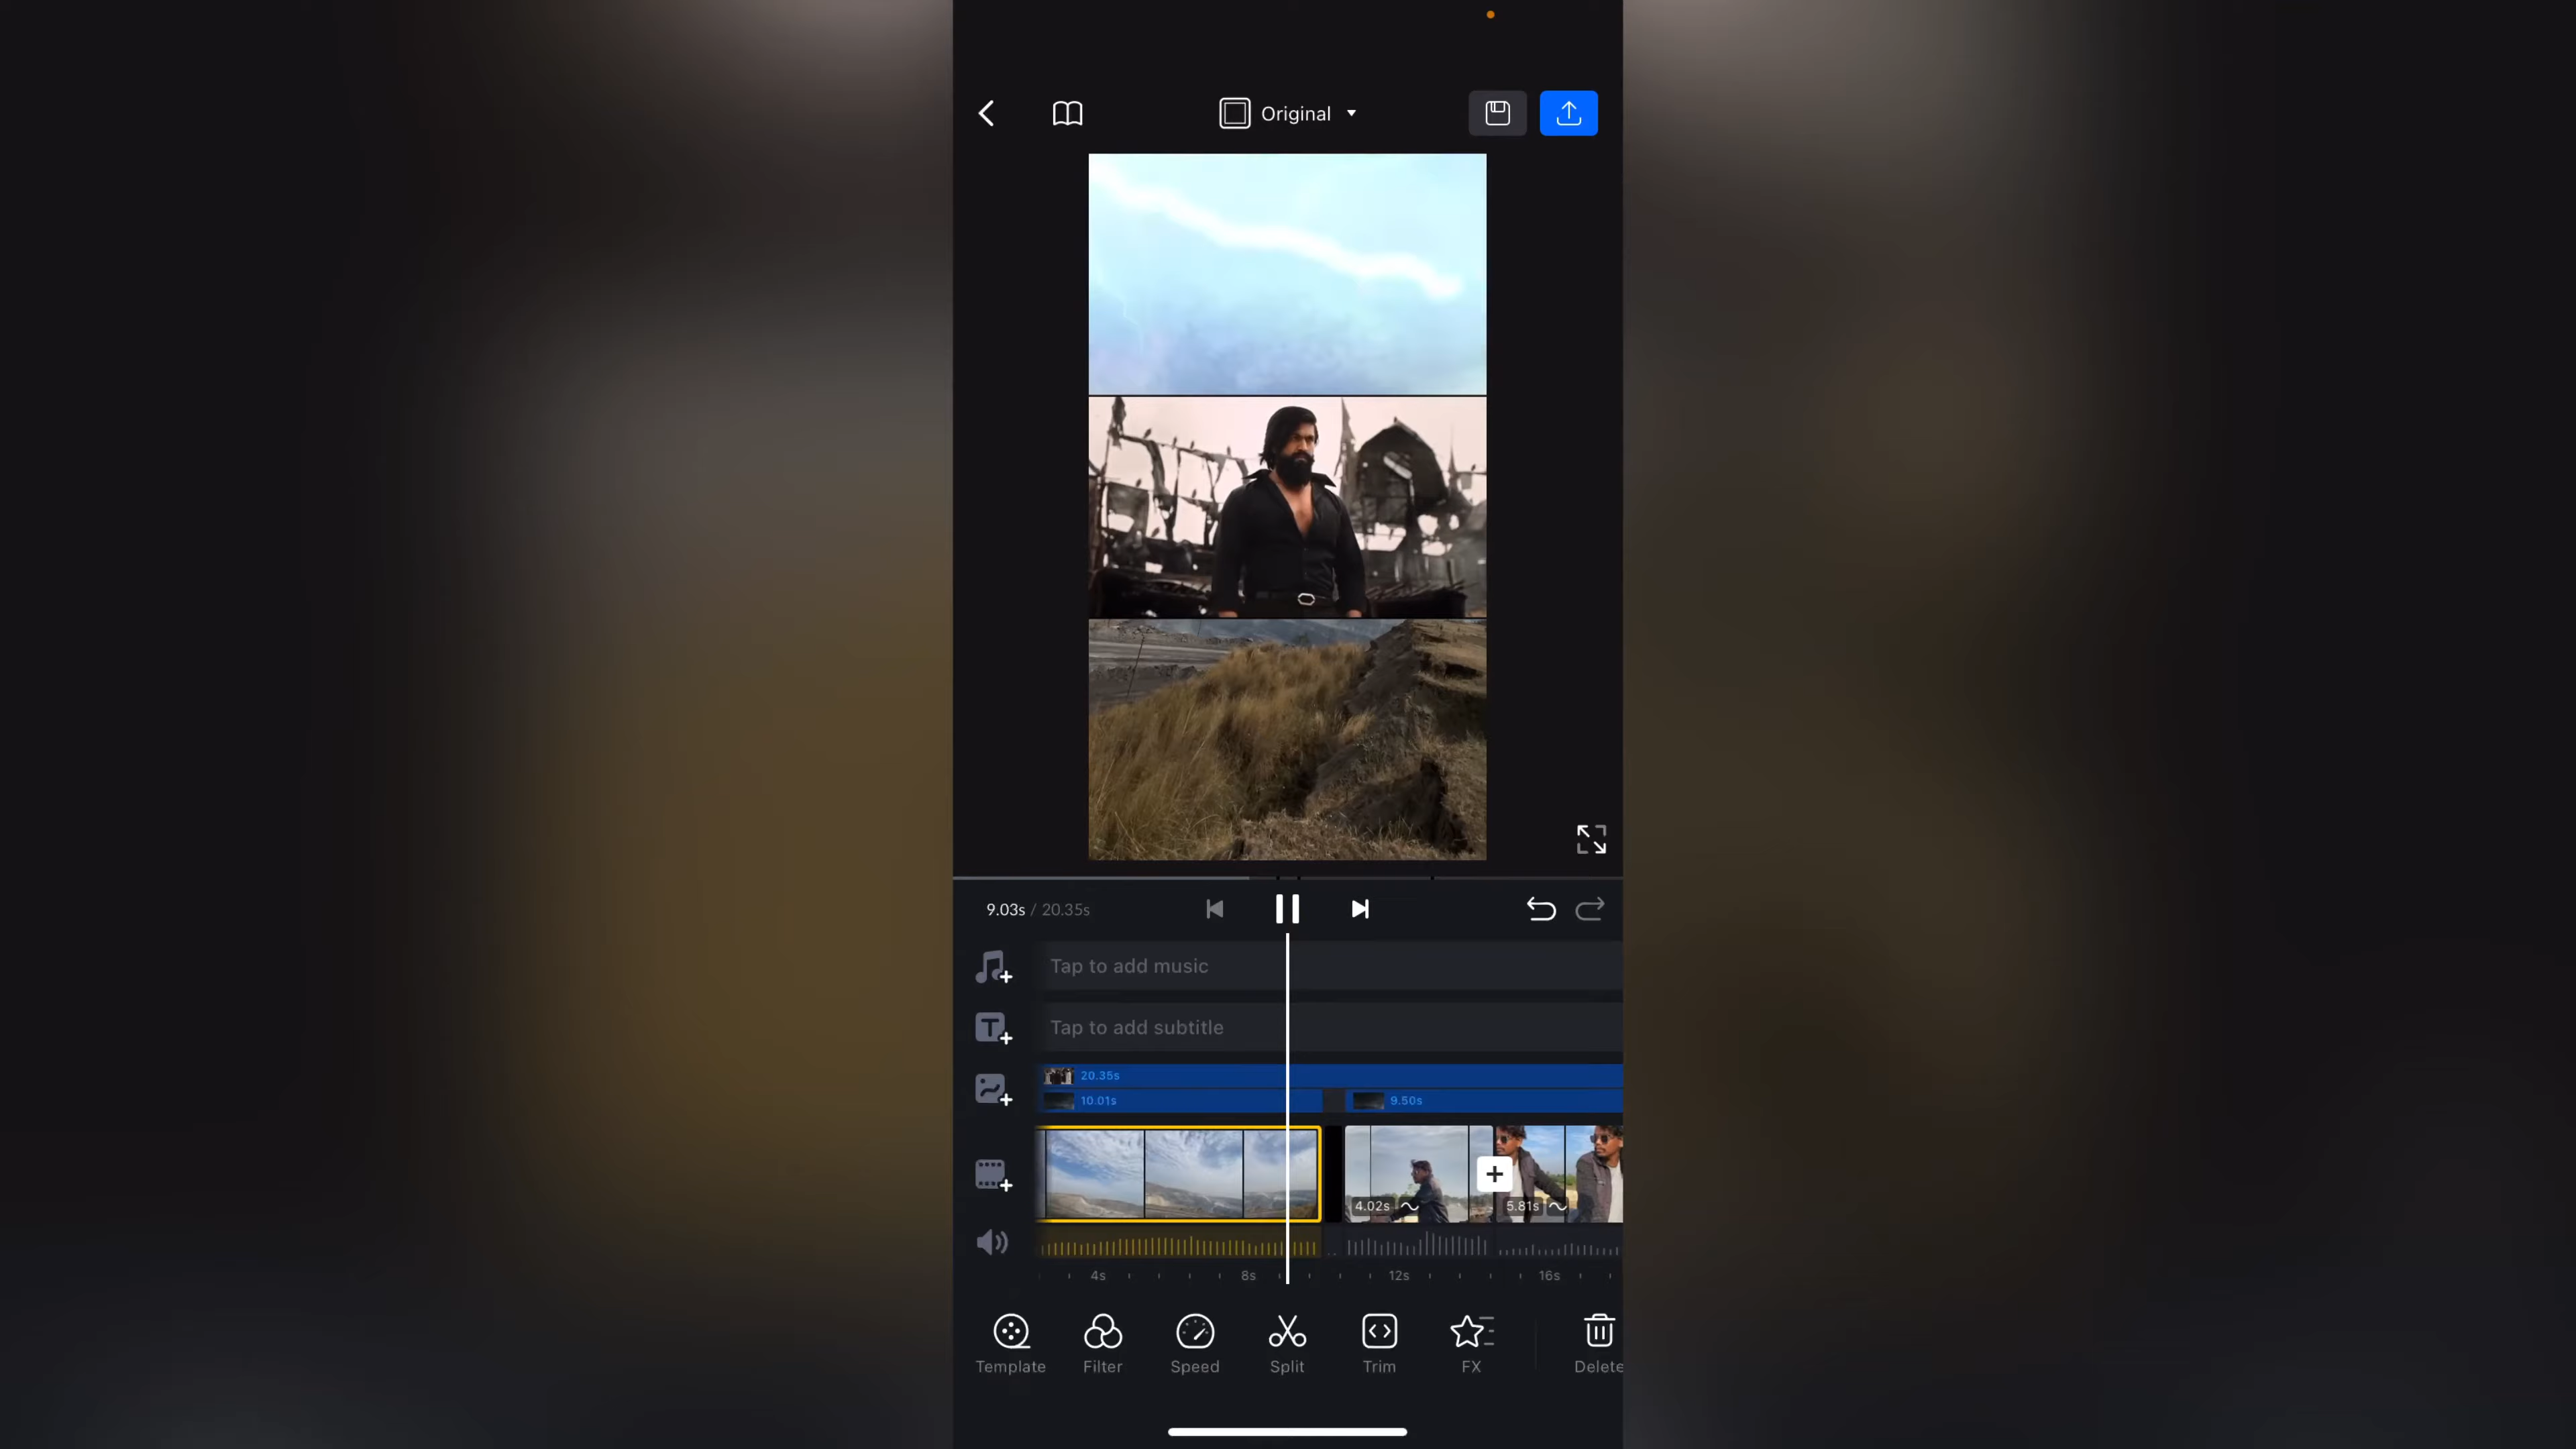 Original
9.03s / 20.35s
Tap to add music
Tap to add subtitle
20.35s
10.01s 9.50s
4.02s 5.81s
4s 8s 12s 16s
Template Filter Speed Split Trim FX Delete